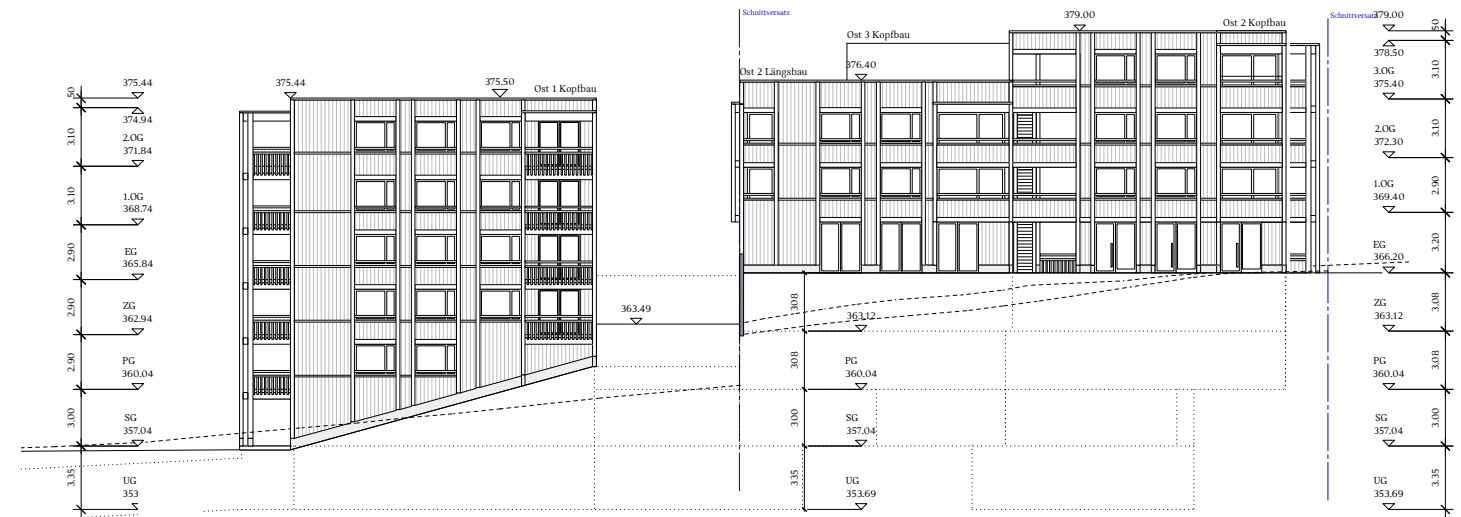 Schnittversatz
Schnittversatz
379.00
379.00
Ost 2 Kopfbau
50
Ost 3 Kopfbau
378.50
376.40
3.OG
375.40
3.10
Ost 2 Längsbau
375.44
375.44
375.50
Ost 1 Kopfbau
50
374.94
2.OG
371.84
3.10
2.OG
372.30
3.10
1.OG
368.74
3.10
1.OG
369.40
2.90
EG
365.84
2.90
EG
366.20
3.20
ZG
362.94
2.90
363.49
308
363.12
ZG
363.12
3.08
PG
360.04
2.90
308
PG
360.04
PG
360.04
3.08
SG
357.04
3.00
300
SG
357.04
SG
357.04
3.00
UG
353
3.35
335
UG
353.69
UG
353.69
3.35